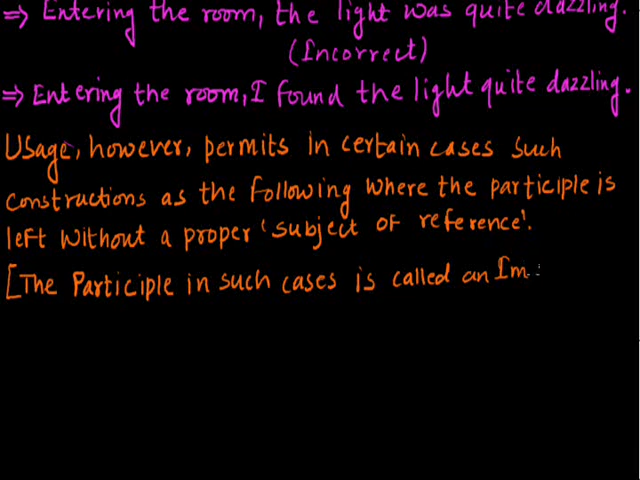 ⇒ Entering the room, the light was quite dazzling.
(Incorrect)
⇒ Entering the room, I found the light quite dazzling.
Usage, however, permits in certain cases such
constructions as the following where the participle is
left without a proper 'subject of reference'.
[The Participle in such cases is called an Im